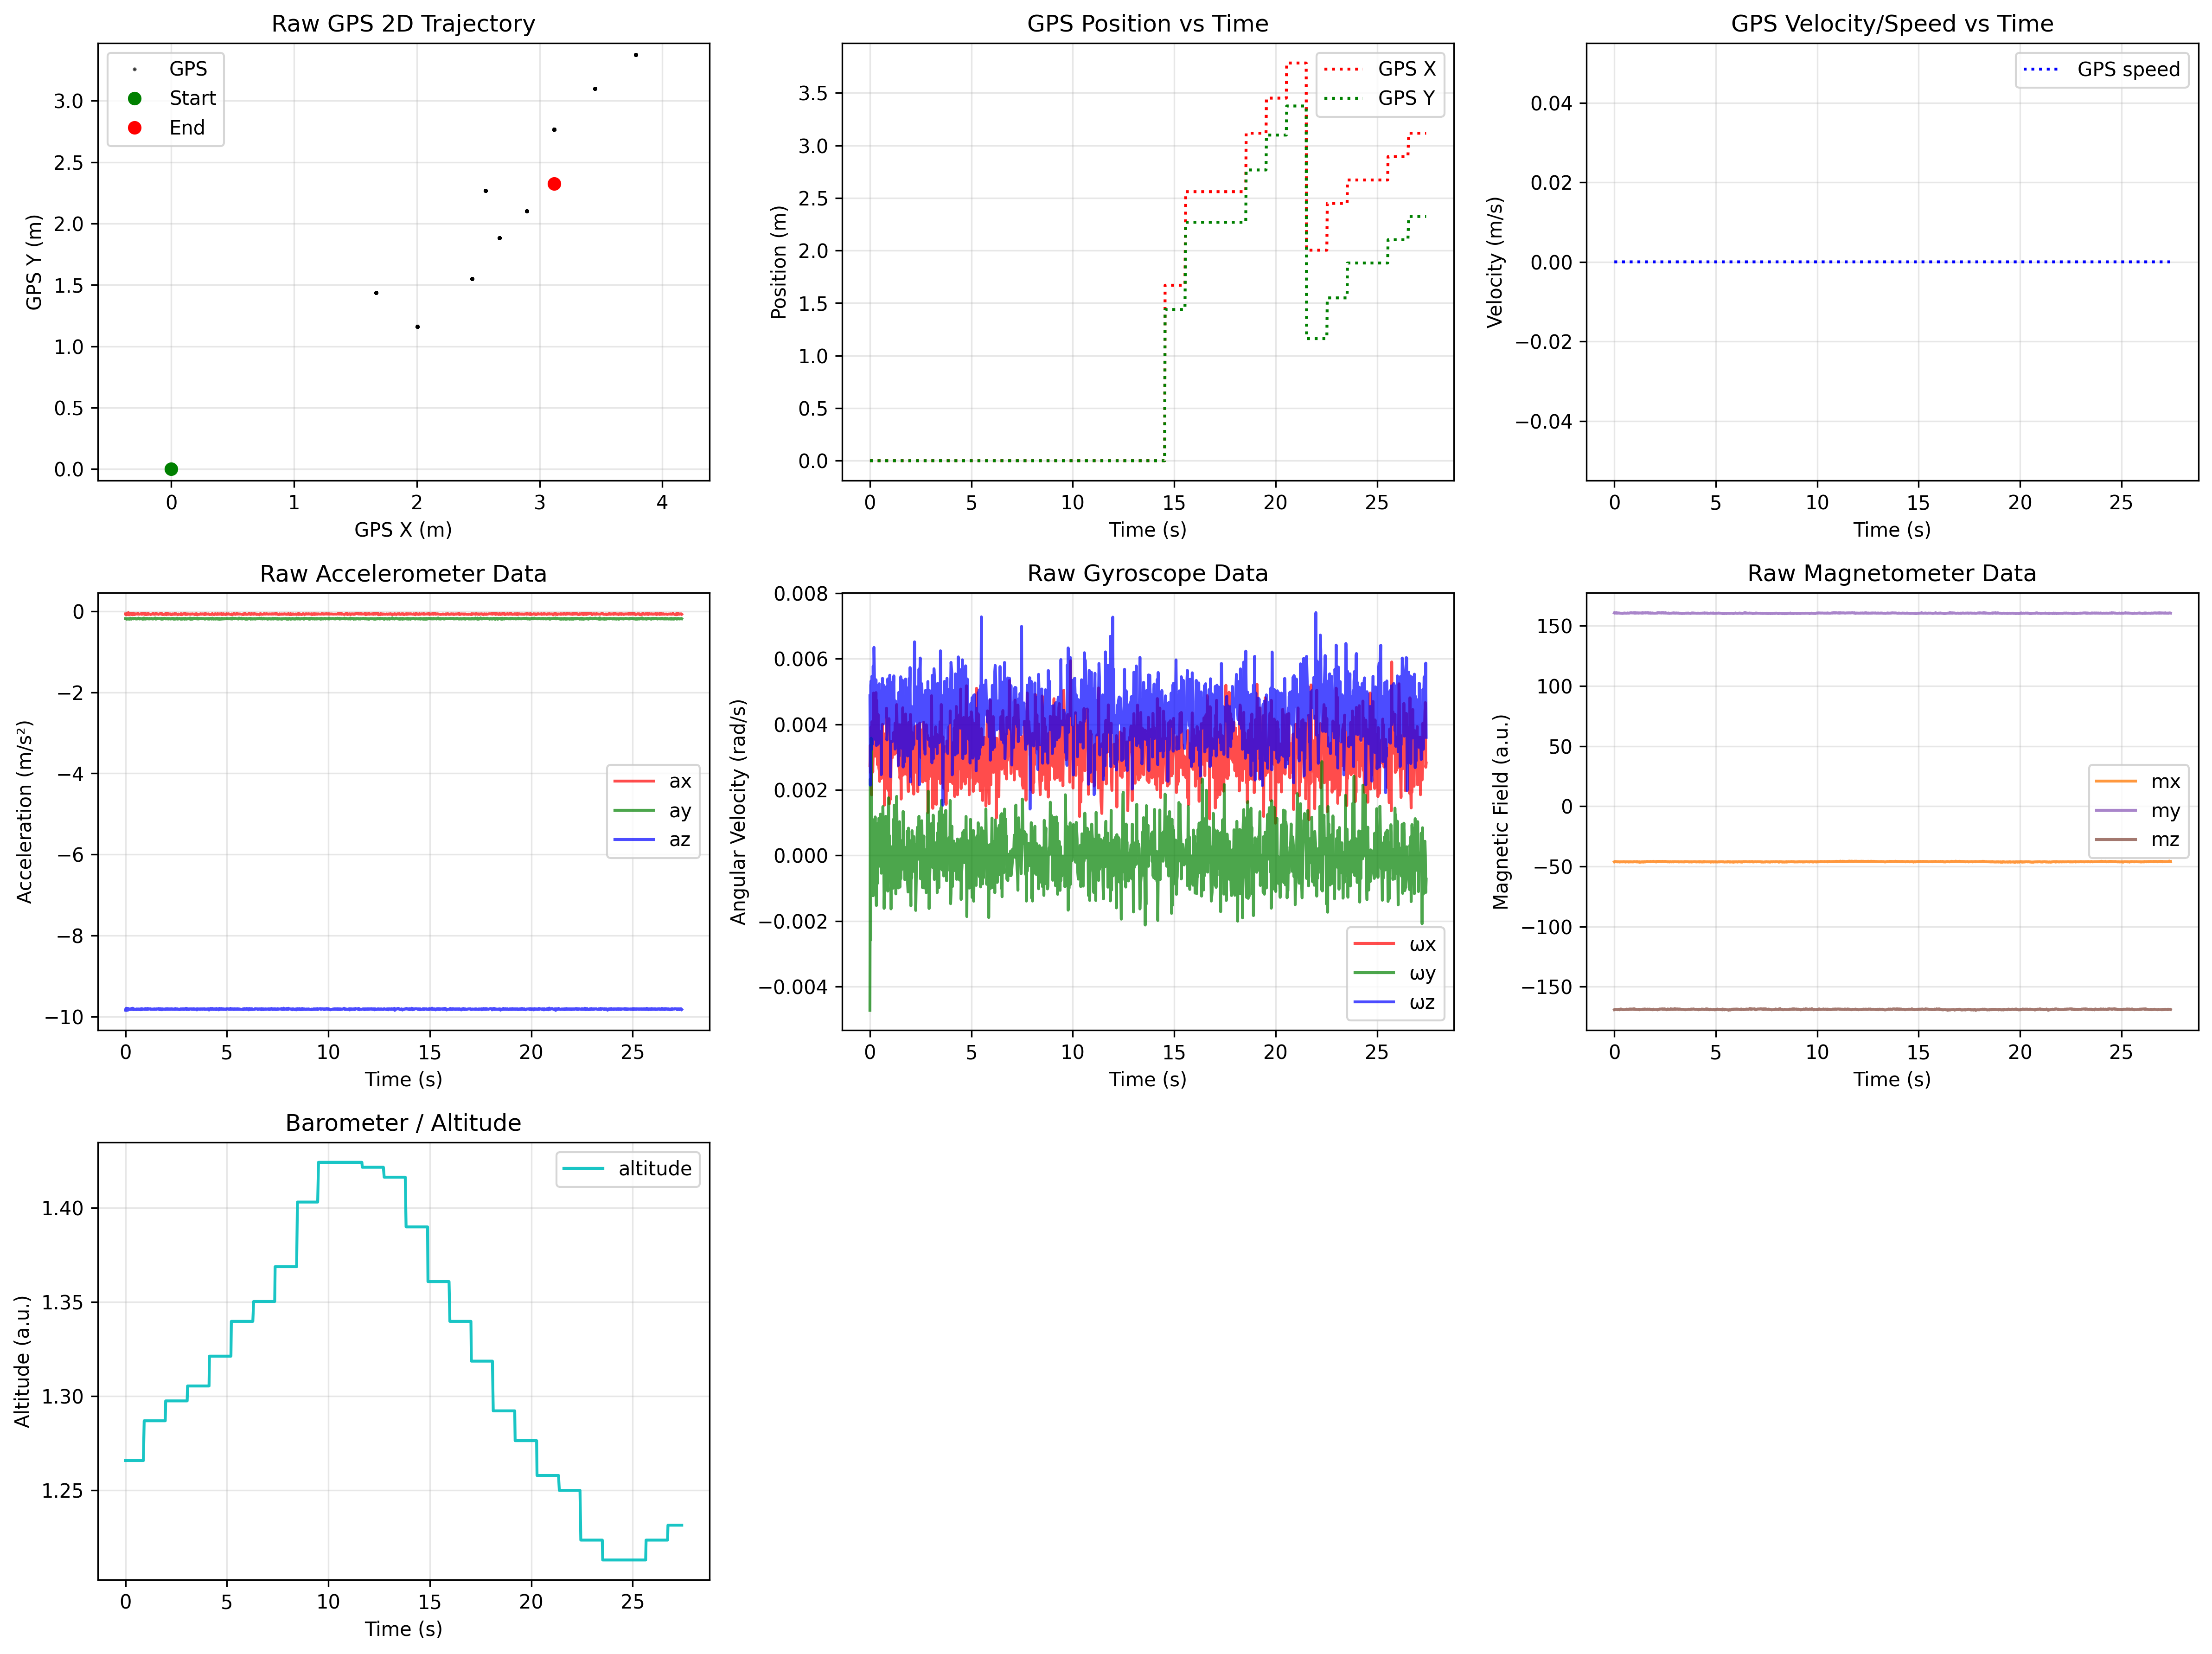 Raw GPS 2D Trajectory
GPS
Start
End
3.0
2.5
2.0
1.5
1.0
0.5
0.0
GPS Y (m)
0 1 2 3 4
GPS X (m)
GPS Position vs Time
GPS X
GPS Y
3.5
3.0
2.5
2.0
1.5
1.0
0.5
0.0
Position (m)
0 5 10 15 20 25
Time (s)
GPS Velocity/Speed vs Time
GPS speed
0.04
0.02
0.00
−0.02
−0.04
Velocity (m/s)
0 5 10 15 20 25
Time (s)
Raw Accelerometer Data
0
−2
−4
−6
−8
−10
Acceleration (m/s²)
ax
ay
az
0 5 10 15 20 25
Time (s)
Raw Gyroscope Data
0.008
0.006
0.004
0.002
0.000
−0.002
−0.004
Angular Velocity (rad/s)
ωx
ωy
ωz
0 5 10 15 20 25
Time (s)
Raw Magnetometer Data
150
100
50
0
−50
−100
−150
Magnetic Field (a.u.)
mx
my
mz
0 5 10 15 20 25
Time (s)
Barometer / Altitude
altitude
1.40
1.35
1.30
1.25
Altitude (a.u.)
0 5 10 15 20 25
Time (s)